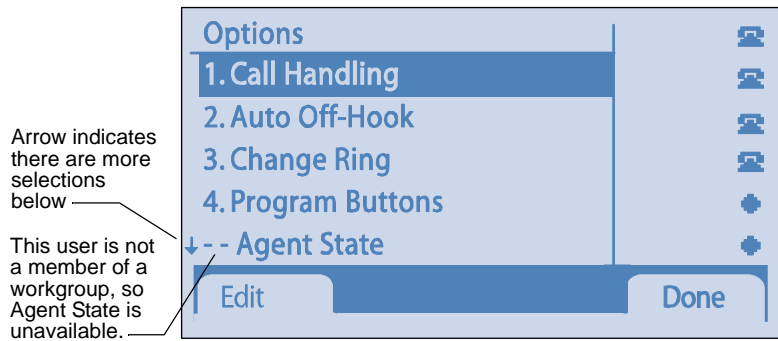 Options
1. Call Handling
2. Auto Off-Hook
3. Change Ring
4. Program Buttons
- - Agent State
Edit
Done
Arrow indicates
there are more
selections
below
This user is not
a member of a
workgroup, so
Agent State is
unavailable.